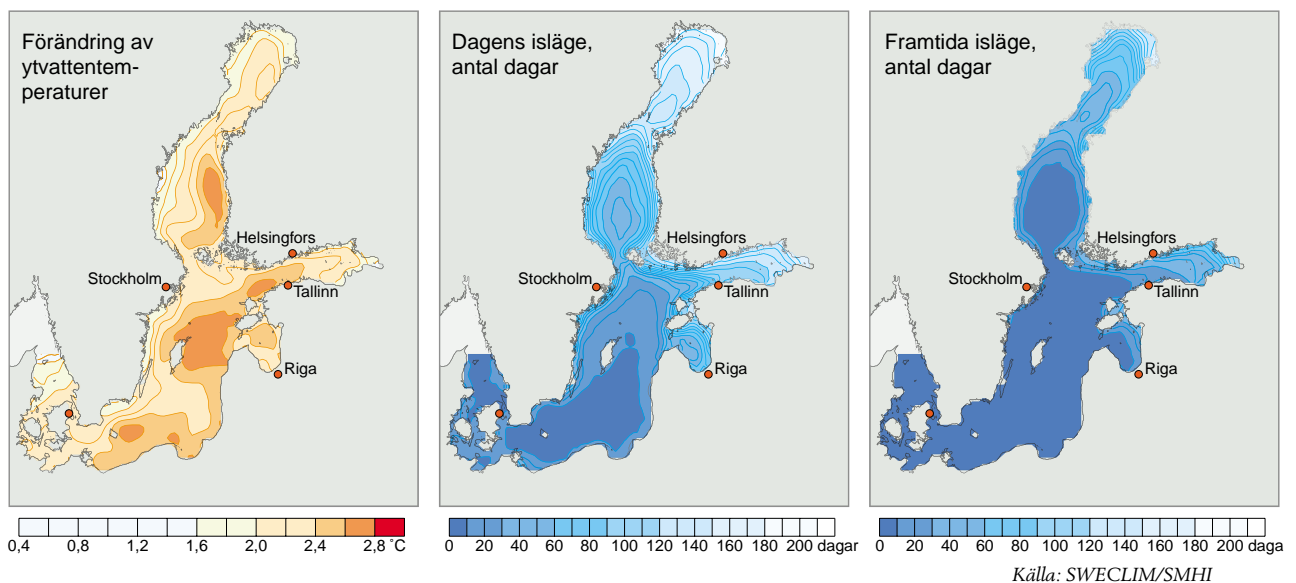 Förändring av
ytvattentem-
peraturer
Helsingfors
Stockholm
Tallinn
Riga
0,4 0,8 1,2 1,6 2,0 2,4 2,8 ˚C
Dagens isläge,
antal dagar
Helsingfors
Stockholm
Tallinn
Riga
0 20 40 60 80 100 120 140 160 180 200 dagar
Framtida isläge,
antal dagar
Helsingfors
Stockholm
Tallinn
Riga
0 20 40 60 80 100 120 140 160 180 200 daga
Källa: SWECLIM/SMHI